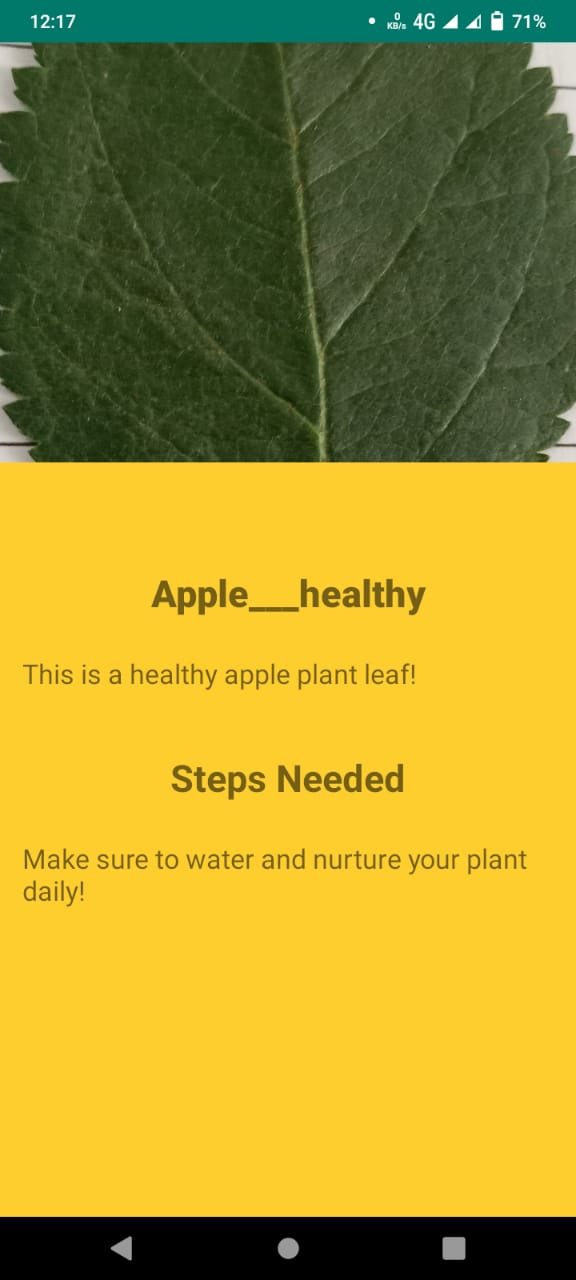 12:17
0 KB/s 4G 71%
Apple___healthy
This is a healthy apple plant leaf!
Steps Needed
Make sure to water and nurture your plant
daily!